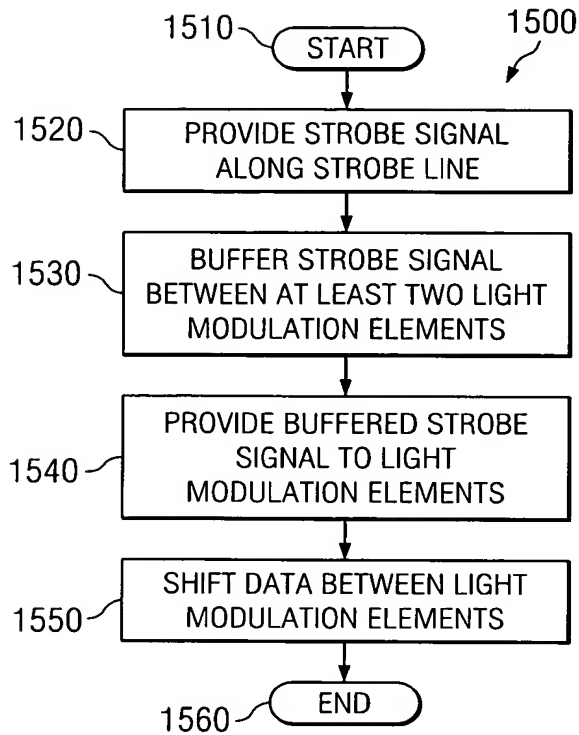 1510
START
1500
1520
PROVIDE STROBE SIGNAL
ALONG STROBE LINE
1530
BUFFER STROBE SIGNAL
BETWEEN AT LEAST TWO LIGHT
MODULATION ELEMENTS
1540
PROVIDE BUFFERED STROBE
SIGNAL TO LIGHT
MODULATION ELEMENTS
1550
SHIFT DATA BETWEEN LIGHT
MODULATION ELEMENTS
1560
END